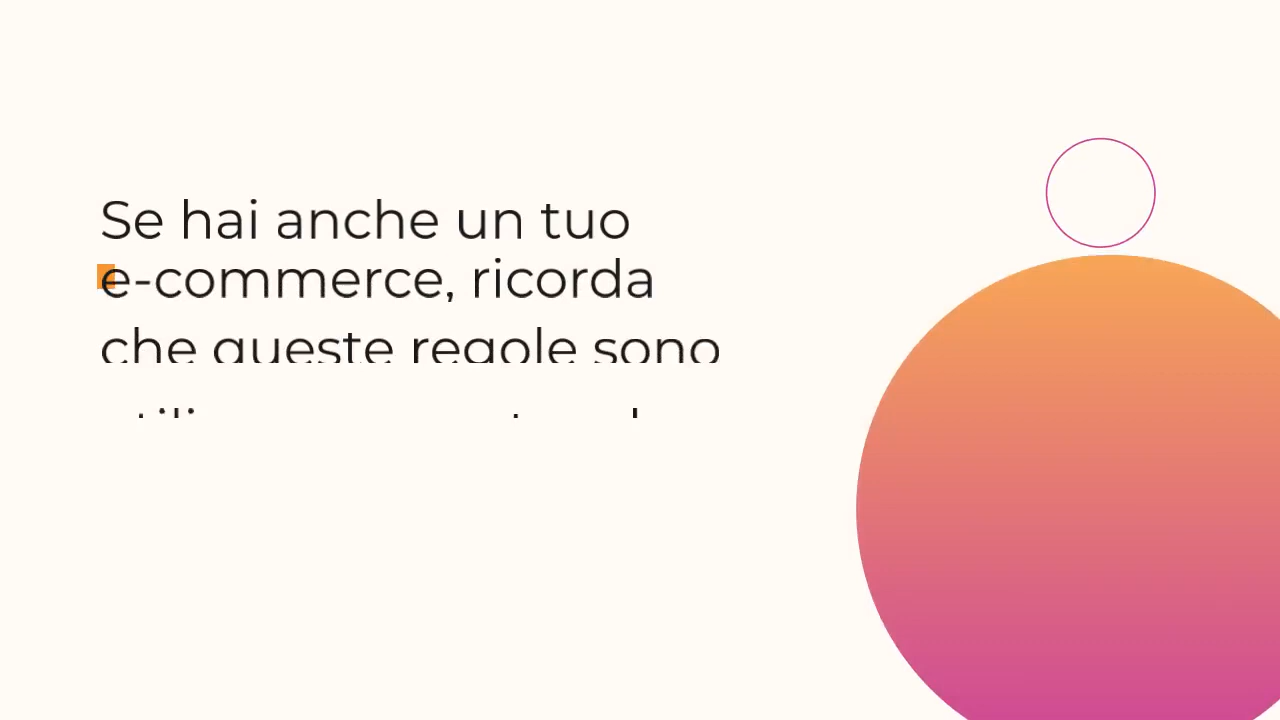 Se hai anche un tuo
e-commerce, ricorda
che queste regole sono